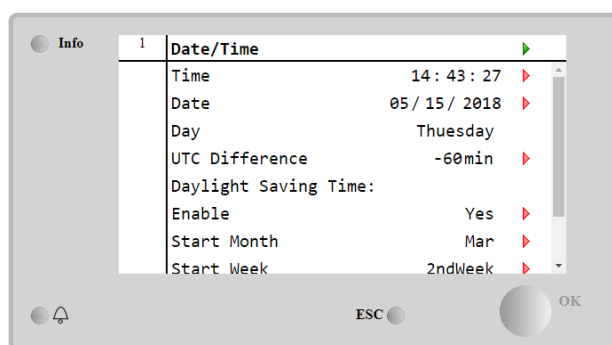 Info
1 Date/Time
Time 14:43:27
Date 05/15/2018
Day Thuesday
UTC Difference -60min
Daylight Saving Time:
Enable Yes
Start Month Mar
Start Week 2ndWeek
ESC
OK